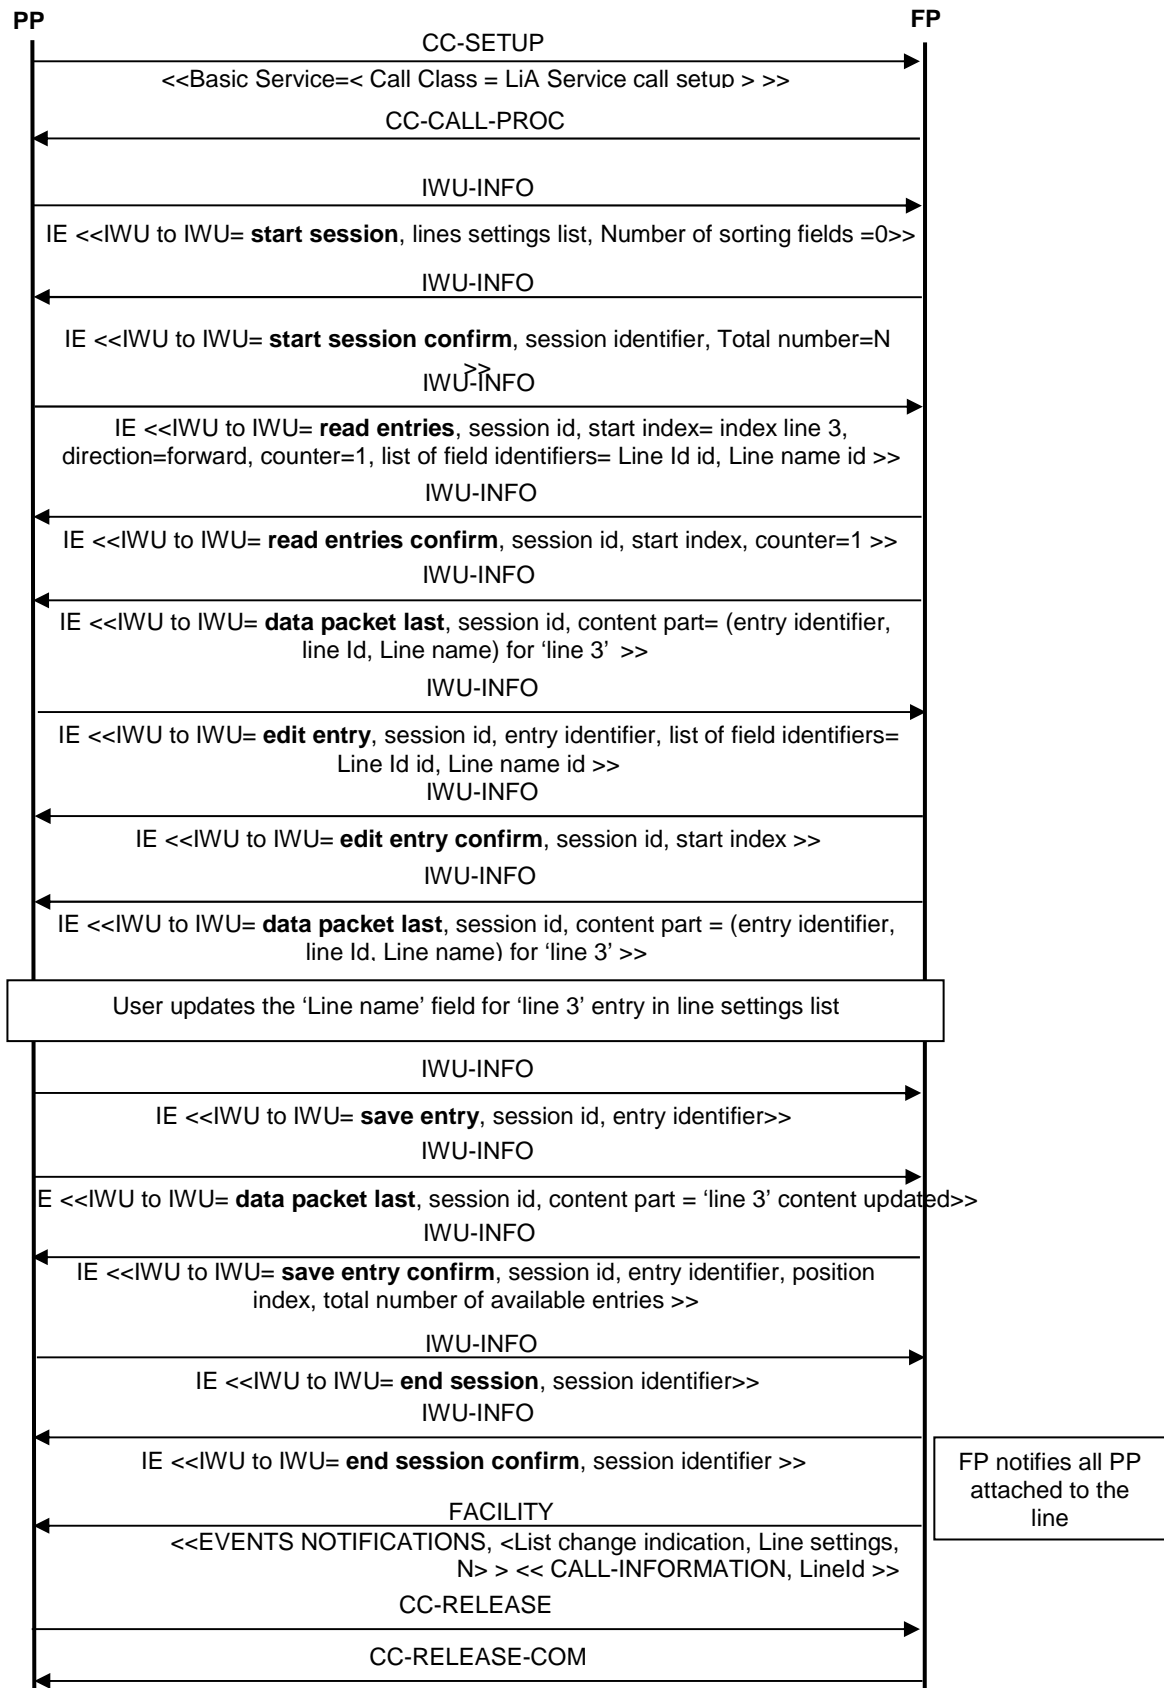 PP
FP
CC-SETUP
<<Basic Service=< Call Class = LiA Service call setup > >>
CC-CALL-PROC
IWU-INFO
IE <<IWU to IWU= start session, lines settings list, Number of sorting fields =0>>
IWU-INFO
IE <<IWU to IWU= start session confirm, session identifier, Total number=N
>>
IWU-INFO
IE <<IWU to IWU= read entries, session id, start index= index line 3,
direction=forward, counter=1, list of field identifiers= Line Id id, Line name id >>
IWU-INFO
IE <<IWU to IWU= read entries confirm, session id, start index, counter=1 >>
IWU-INFO
IE <<IWU to IWU= data packet last, session id, content part= (entry identifier,
line Id, Line name) for ‘line 3’ >>
IWU-INFO
IE <<IWU to IWU= edit entry, session id, entry identifier, list of field identifiers=
Line Id id, Line name id >>
IWU-INFO
IE <<IWU to IWU= edit entry confirm, session id, start index >>
IWU-INFO
IE <<IWU to IWU= data packet last, session id, content part = (entry identifier,
line Id, Line name) for ‘line 3’ >>
User updates the ‘Line name’ field for ‘line 3’ entry in line settings list
IWU-INFO
IE <<IWU to IWU= save entry, session id, entry identifier>>
IWU-INFO
E <<IWU to IWU= data packet last, session id, content part = ‘line 3’ content updated>>
IWU-INFO
IE <<IWU to IWU= save entry confirm, session id, entry identifier, position
index, total number of available entries >>
IWU-INFO
IE <<IWU to IWU= end session, session identifier>>
IWU-INFO
IE <<IWU to IWU= end session confirm, session identifier >>
FP notifies all PP
attached to the
line
FACILITY
<<EVENTS NOTIFICATIONS, <List change indication, Line settings,
N> > << CALL-INFORMATION, LineId >>
CC-RELEASE
CC-RELEASE-COM